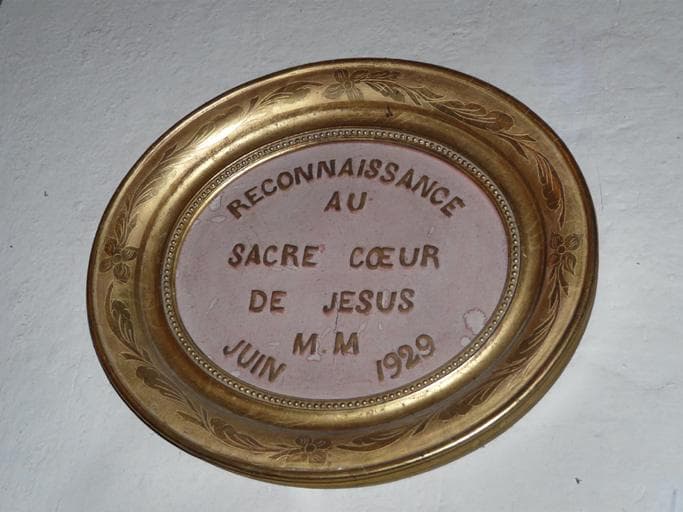 RECONNAISSANCE
AU
SACRE CŒUR
DE JESUS
M.M
JUIN 1929